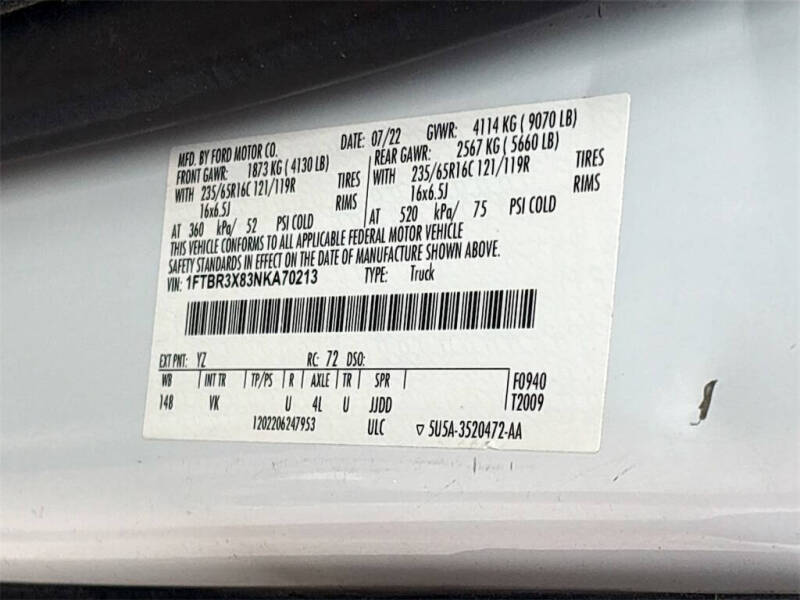 MFD. BY FORD MOTOR CO. DATE: 07/22 GVWR: 4114 KG ( 9070 LB)
FRONT GAWR: 1873 KG ( 4130 LB) REAR GAWR: 2567 KG ( 5660 LB)
WITH 235/65R16C 121/119R TIRES WITH 235/65R16C 121/119R TIRES
16x6.5J RIMS 16x6.5J RIMS
AT 360 kPa/ 52 PSI COLD AT 520 kPa/ 75 PSI COLD
THIS VEHICLE CONFORMS TO ALL APPLICABLE FEDERAL MOTOR VEHICLE
SAFETY STANDARDS IN EFFECT ON THE DATE OF MANUFACTURE SHOWN ABOVE.
VIN: 1FTBR3X83NKA70213 TYPE: Truck
EXT PNT: YZ RC: 72 DSO:
WB INT TR TP/PS R AXLE TR SPR F0940
148 VK U 4L U JJDD T2009
1202206247953 ULC ▽ 5U5A-3520472-AA